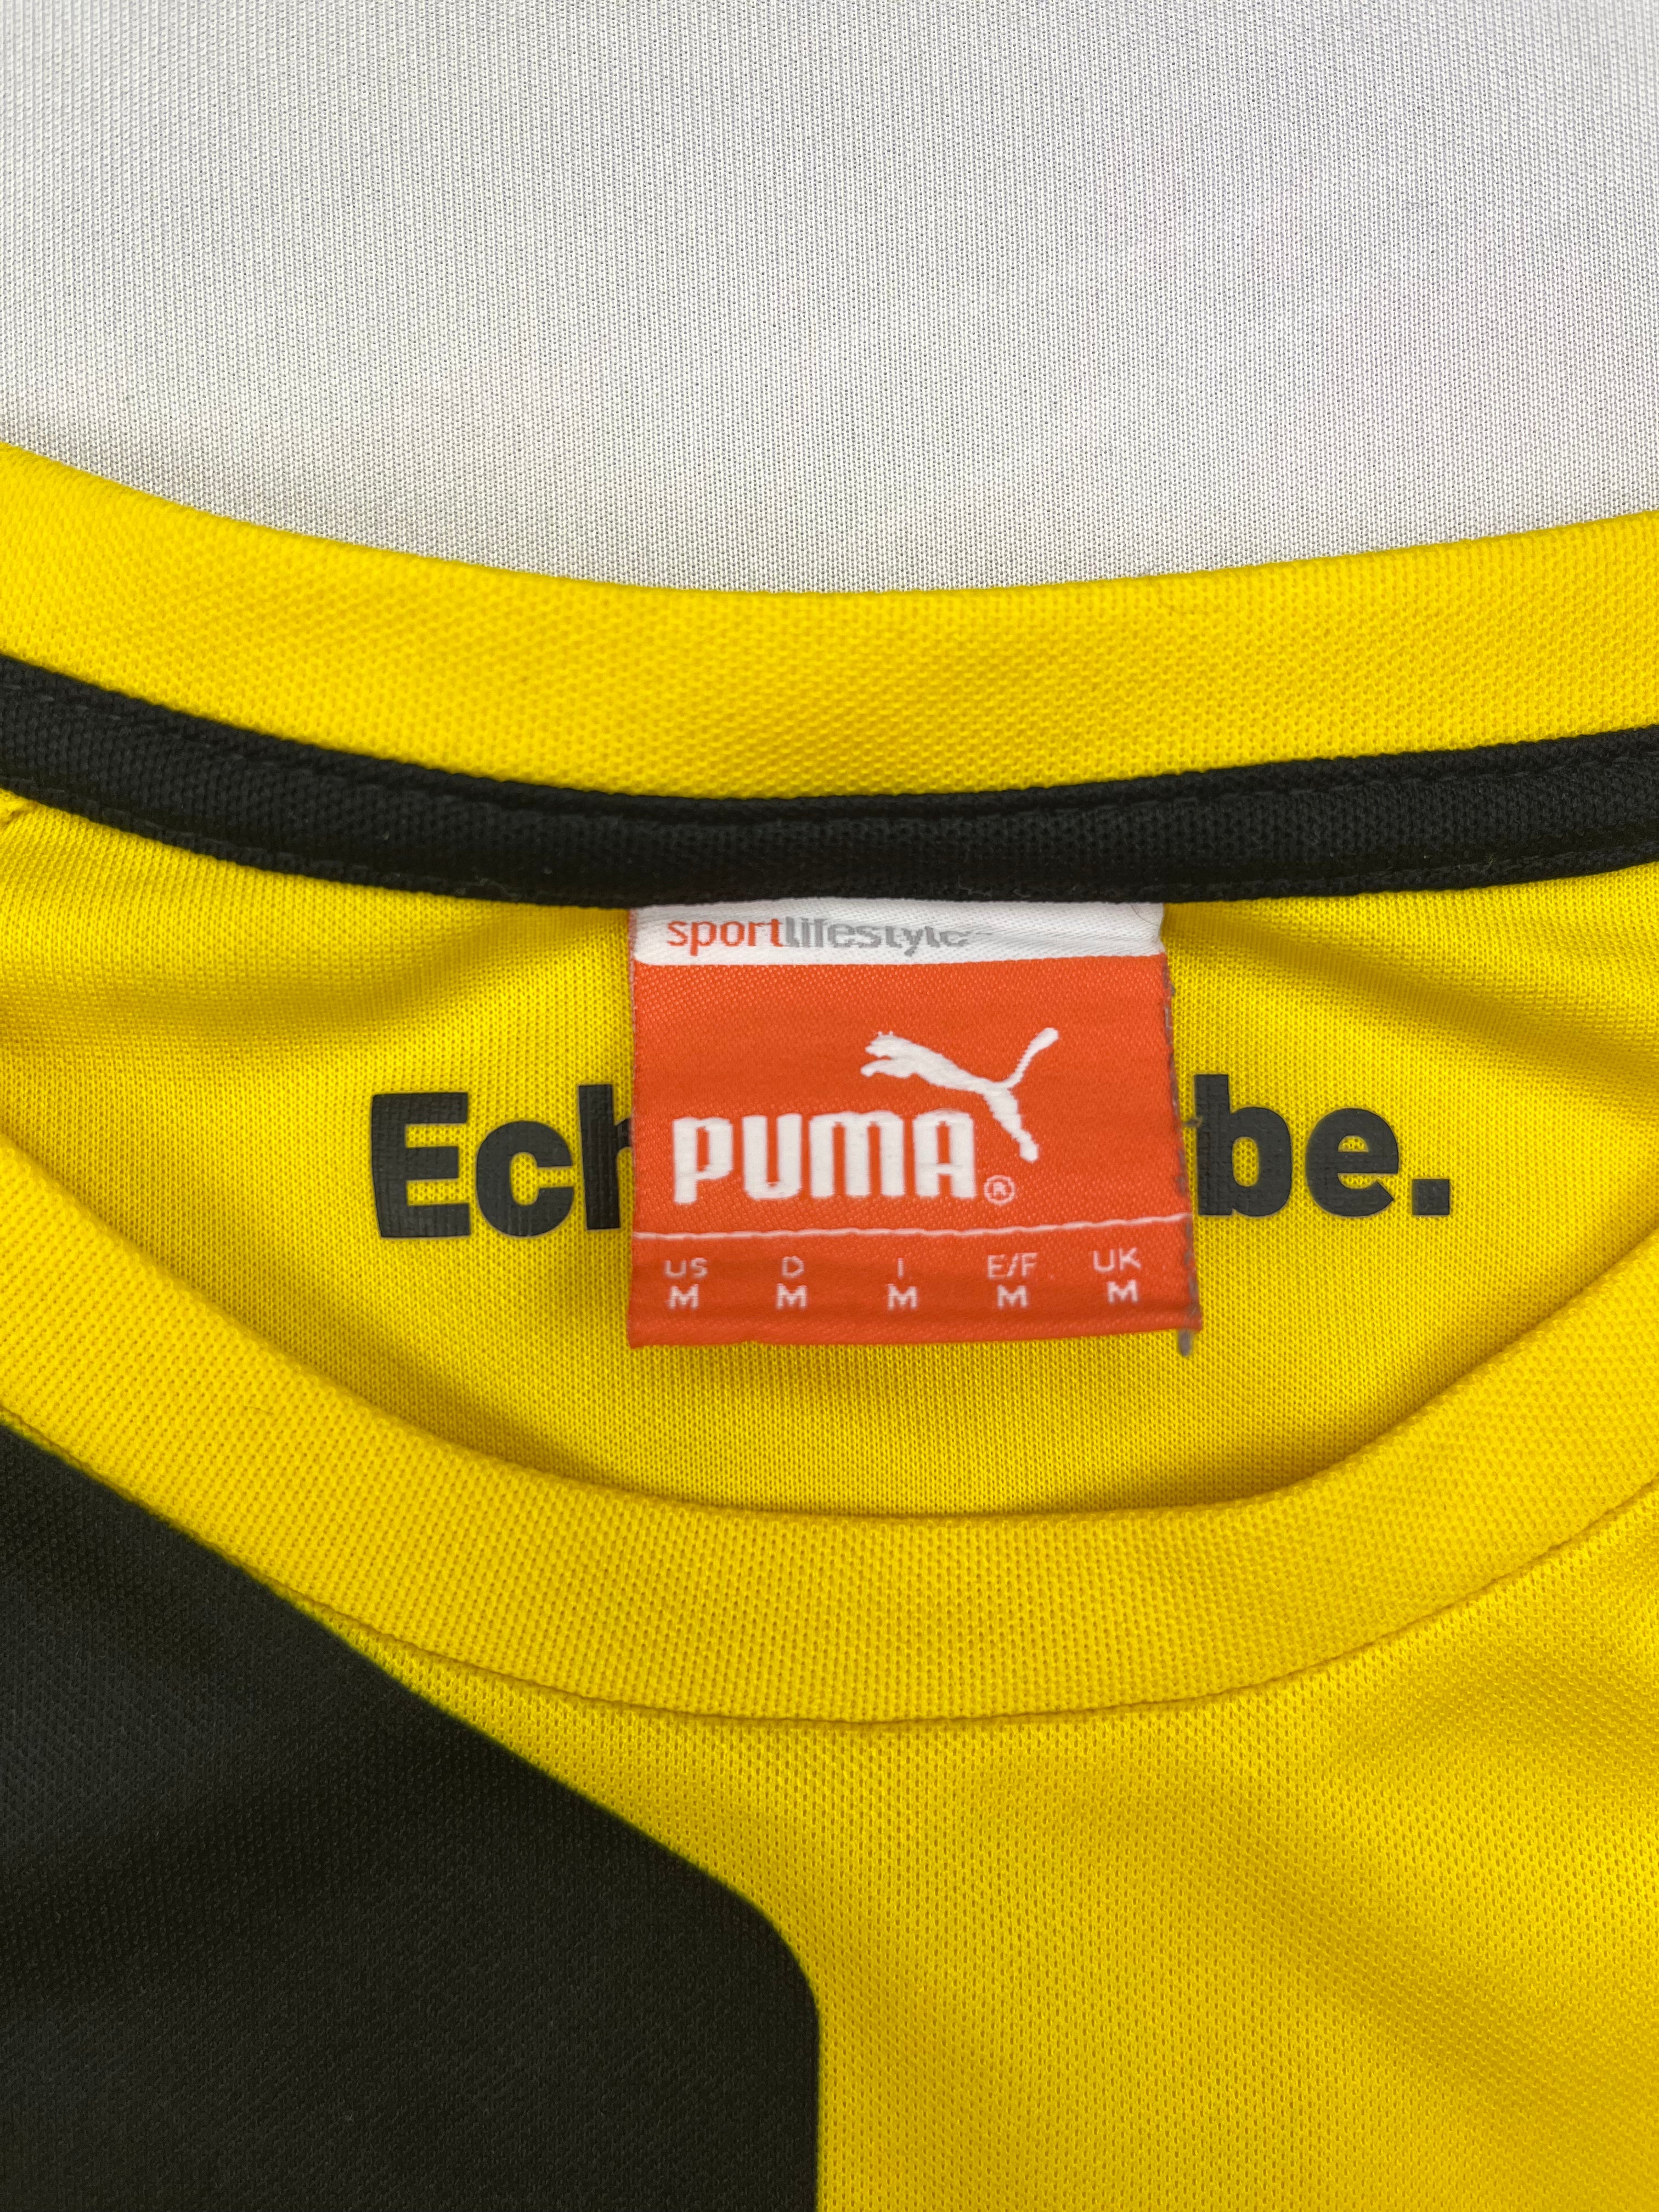 sportlifestyle
Ech be.
PUMA®
US D I E/F UK
M M M M M